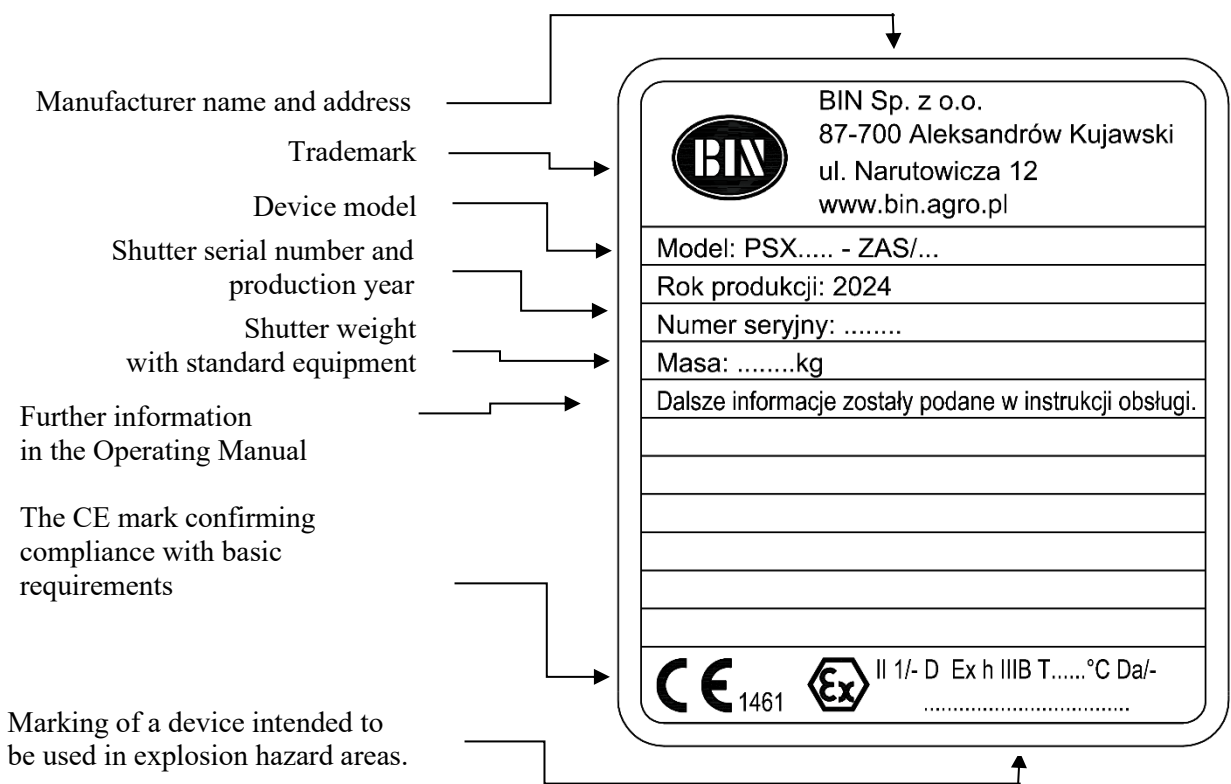 Manufacturer name and address
Trademark
Device model
Shutter serial number and
production year
Shutter weight
with standard equipment
Further information
in the Operating Manual
The CE mark confirming
compliance with basic
requirements
Marking of a device intended to
be used in explosion hazard areas.
BIN
BIN Sp. z o.o.
87-700 Aleksandrów Kujawski
ul. Narutowicza 12
www.bin.agro.pl
Model: PSX..... - ZAS/...
Rok produkcji: 2024
Numer seryjny: ........
Masa: ........kg
Dalsze informacje zostały podane w instrukcji obsługi.
CE 1461
Ex II 1/- D Ex h IIIB T......°C Da/-
...................................